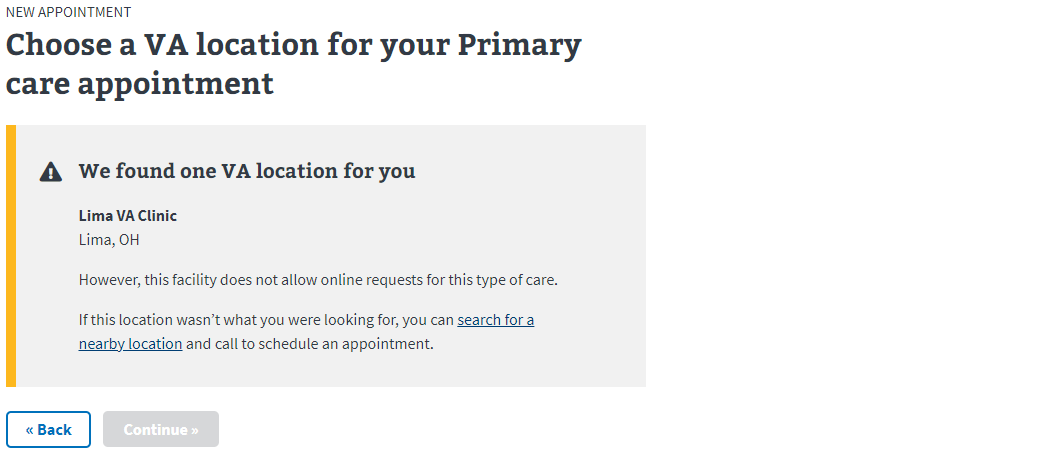 NEW APPOINTMENT
Choose a VA location for your Primary
care appointment
We found one VA location for you
Lima VA Clinic
Lima, OH
However, this facility does not allow online requests for this type of care.
If this location wasn’t what you were looking for, you can search for a
nearby location and call to schedule an appointment.
« Back
Continue »